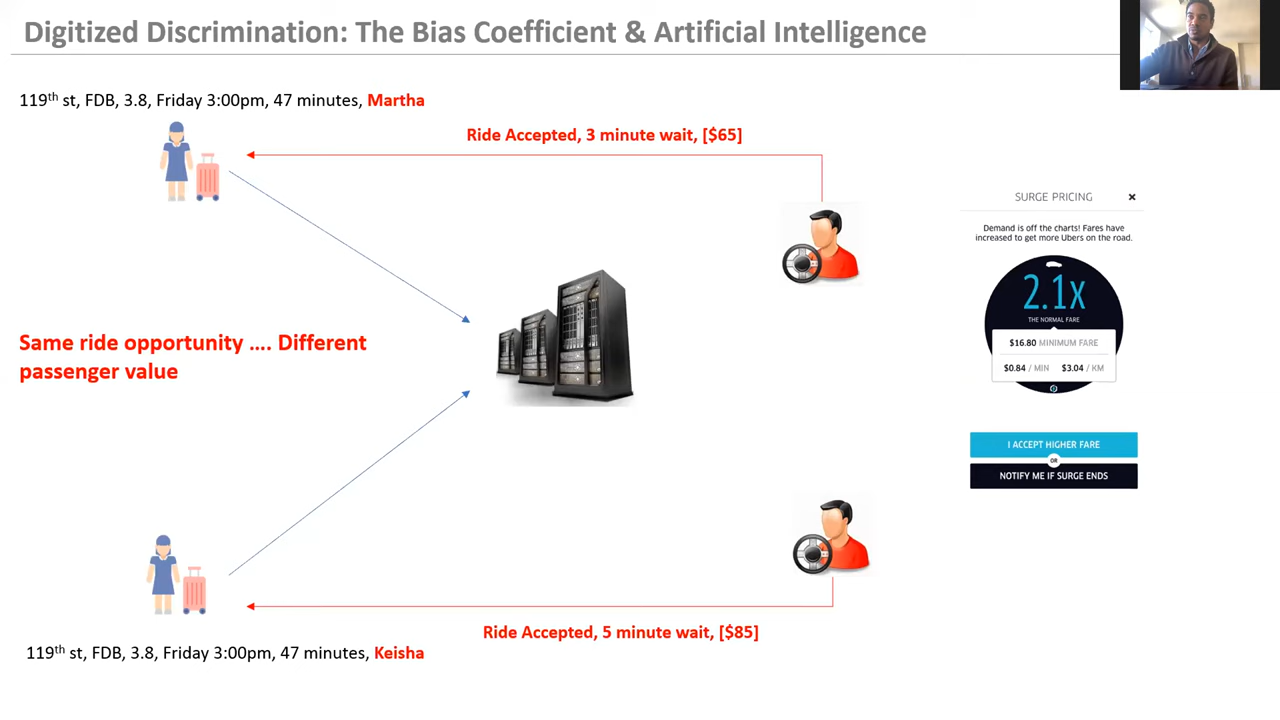 Digitized Discrimination: The Bias Coefficient & Artificial Intelligence
119th st, FDB, 3.8, Friday 3:00pm, 47 minutes, Martha
Ride Accepted, 3 minute wait, [$65]
SURGE PRICING ×
Demand is off the charts! Fares have
increased to get more Ubers on the road.
2.1x
THE NORMAL FARE
$16.80 MINIMUM FARE
$0.84 / MIN $3.04 / KM
Same ride opportunity .... Different
passenger value
I ACCEPT HIGHER FARE
OR
NOTIFY ME IF SURGE ENDS
Ride Accepted, 5 minute wait, [$85]
119th st, FDB, 3.8, Friday 3:00pm, 47 minutes, Keisha